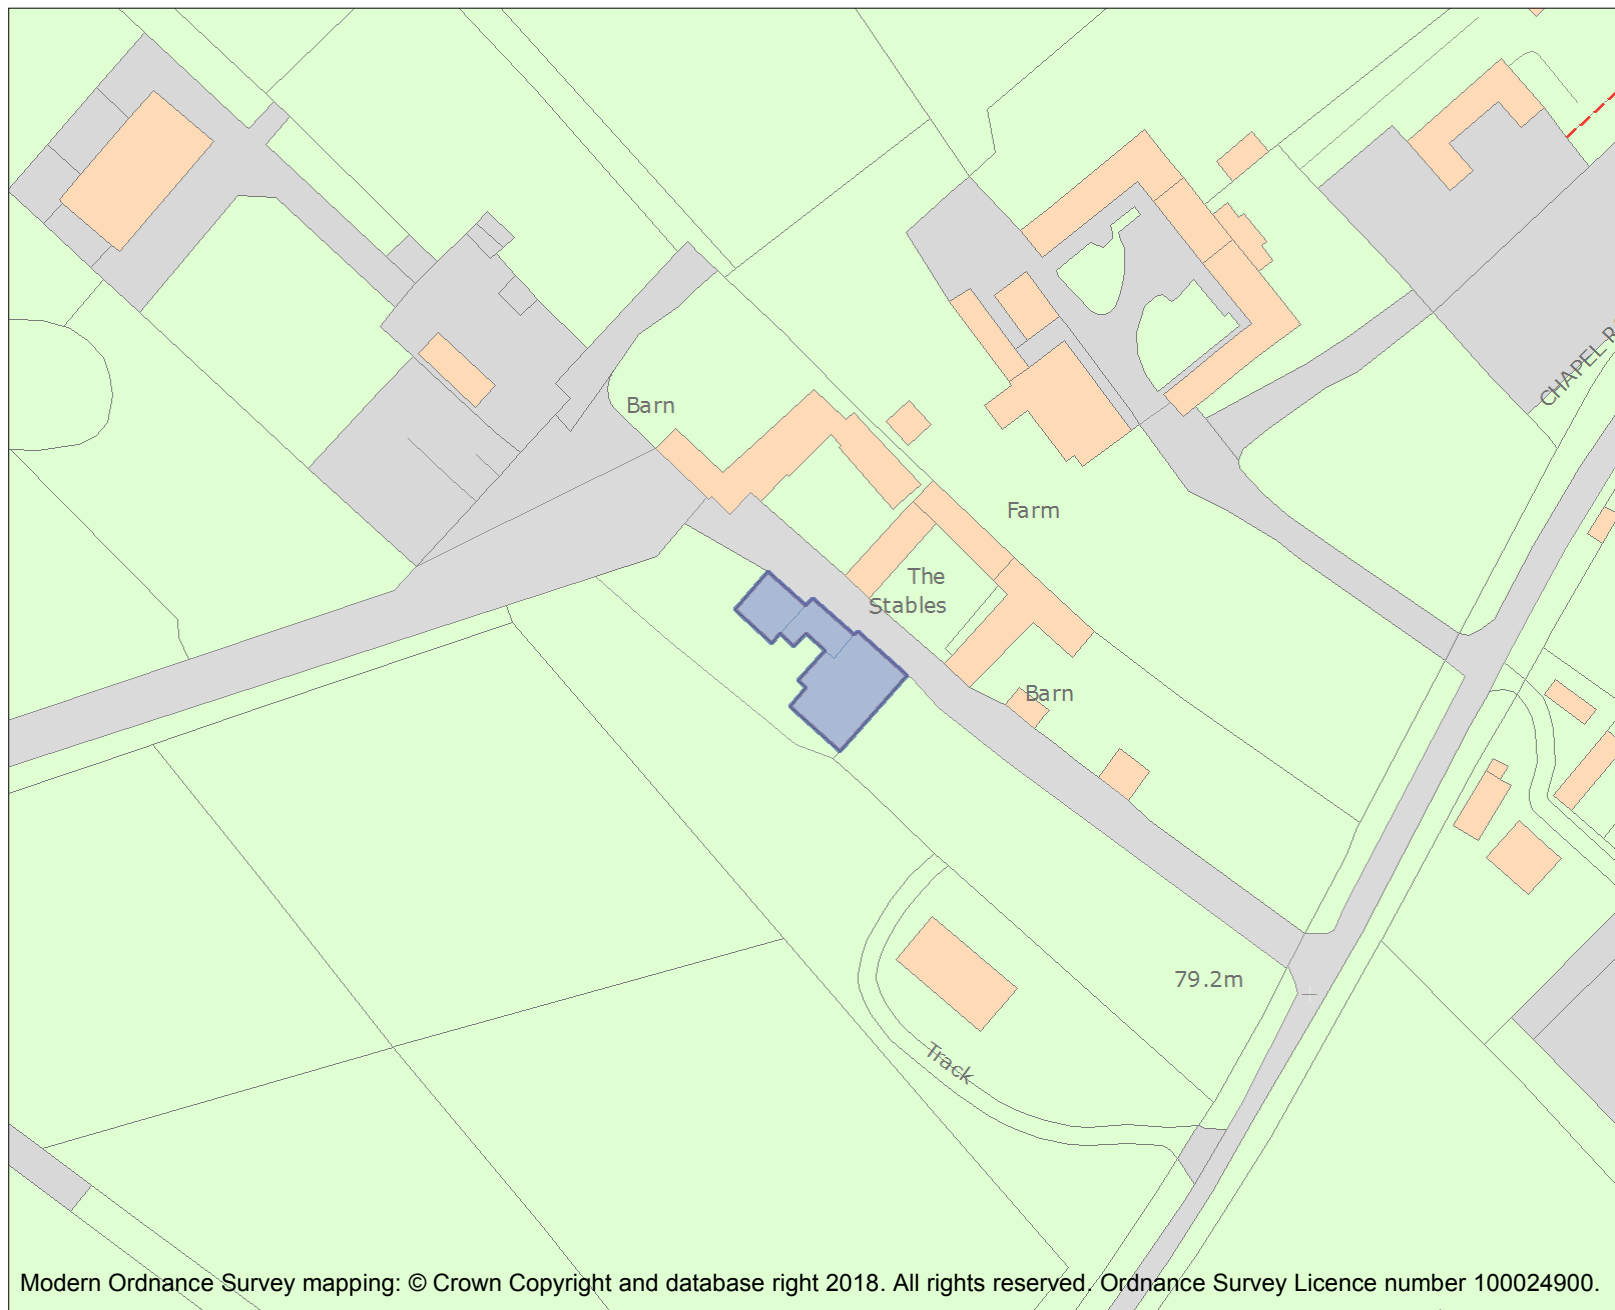 CHAPEL R
Barn
Farm
The
Stables
Barn
79.2m
Track
Modern Ordnance Survey mapping: © Crown Copyright and database right 2018. All rights reserved. Ordnance Survey Licence number 100024900.